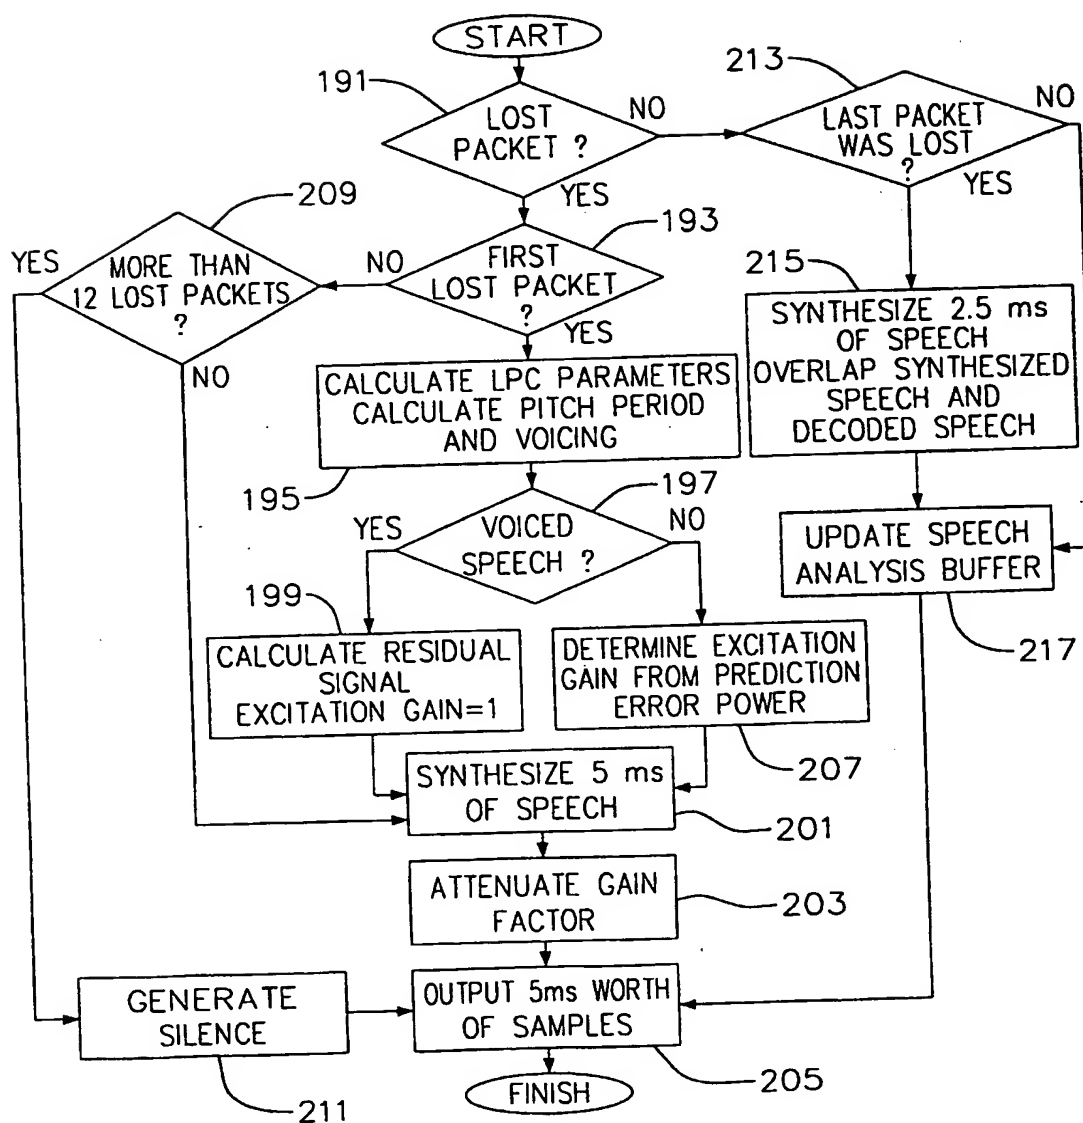 START
191
LOST
PACKET ?
NO
YES
213
LAST PACKET
WAS LOST
?
NO
YES
209
MORE THAN
12 LOST PACKETS
?
YES
NO
193
FIRST
LOST PACKET
?
NO
YES
215
SYNTHESIZE 2.5 ms
OF SPEECH
OVERLAP SYNTHESIZED
SPEECH AND
DECODED SPEECH
CALCULATE LPC PARAMETERS
CALCULATE PITCH PERIOD
AND VOICING
195
197
VOICED
SPEECH ?
YES
NO
UPDATE SPEECH
ANALYSIS BUFFER
217
199
CALCULATE RESIDUAL
SIGNAL
EXCITATION GAIN=1
DETERMINE EXCITATION
GAIN FROM PREDICTION
ERROR POWER
207
SYNTHESIZE 5 ms
OF SPEECH
201
ATTENUATE GAIN
FACTOR
203
GENERATE
SILENCE
211
OUTPUT 5ms WORTH
OF SAMPLES
205
FINISH